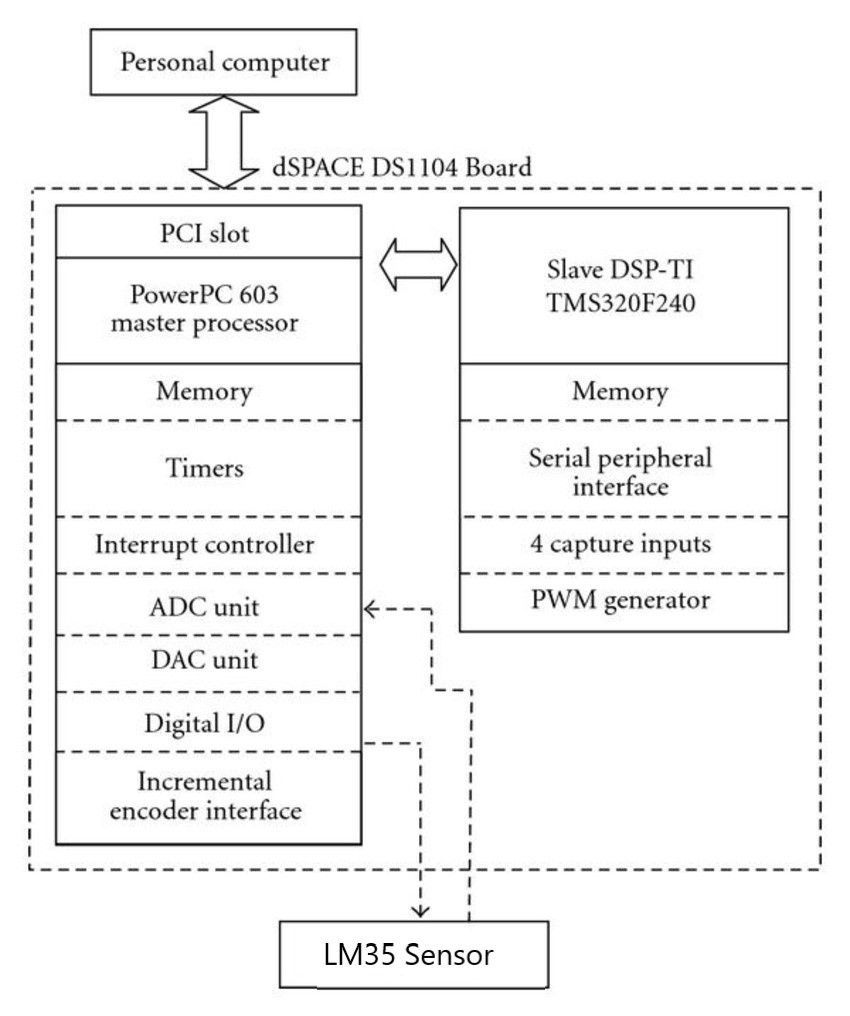 Personal computer
dSPACE DS1104 Board
PCI slot
PowerPC 603
master processor
Memory
Timers
Interrupt controller
ADC unit
DAC unit
Digital I/O
Incremental
encoder interface
Slave DSP-TI
TMS320F240
Memory
Serial peripheral
interface
4 capture inputs
PWM generator
LM35 Sensor